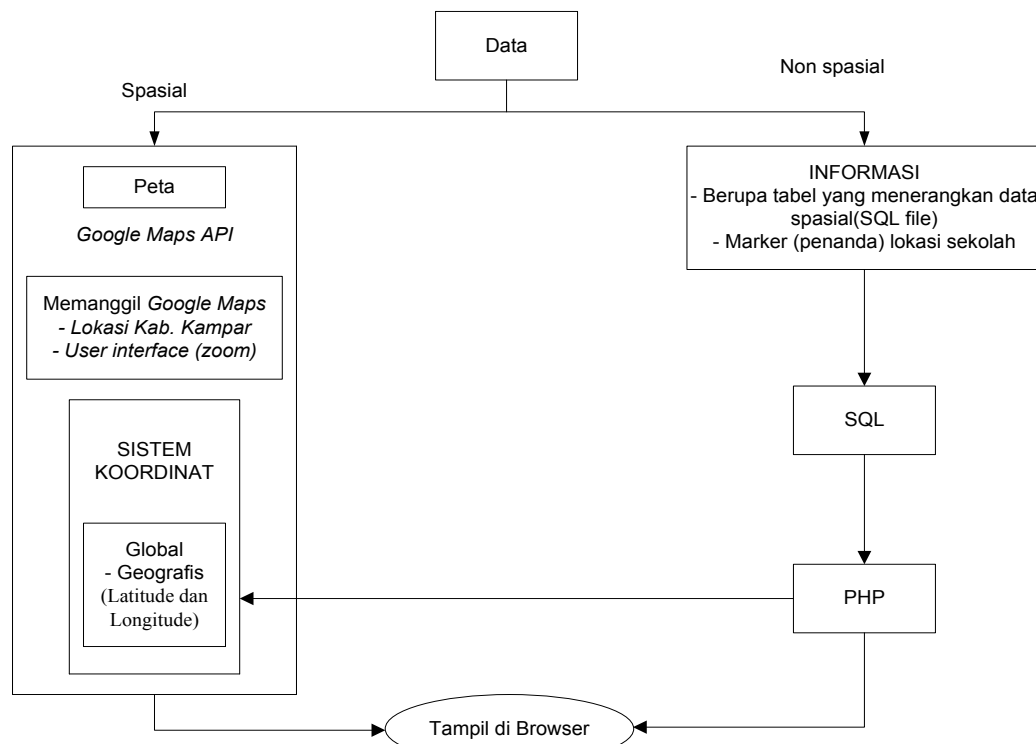 Data
Spasial
Non spasial
Peta
Google Maps API
Memanggil Google Maps
- Lokasi Kab. Kampar
- User interface (zoom)
SISTEM
KOORDINAT
Global
- Geografis
(Latitude dan
Longitude)
INFORMASI
- Berupa tabel yang menerangkan data
spasial(SQL file)
- Marker (penanda) lokasi sekolah
SQL
PHP
Tampil di Browser